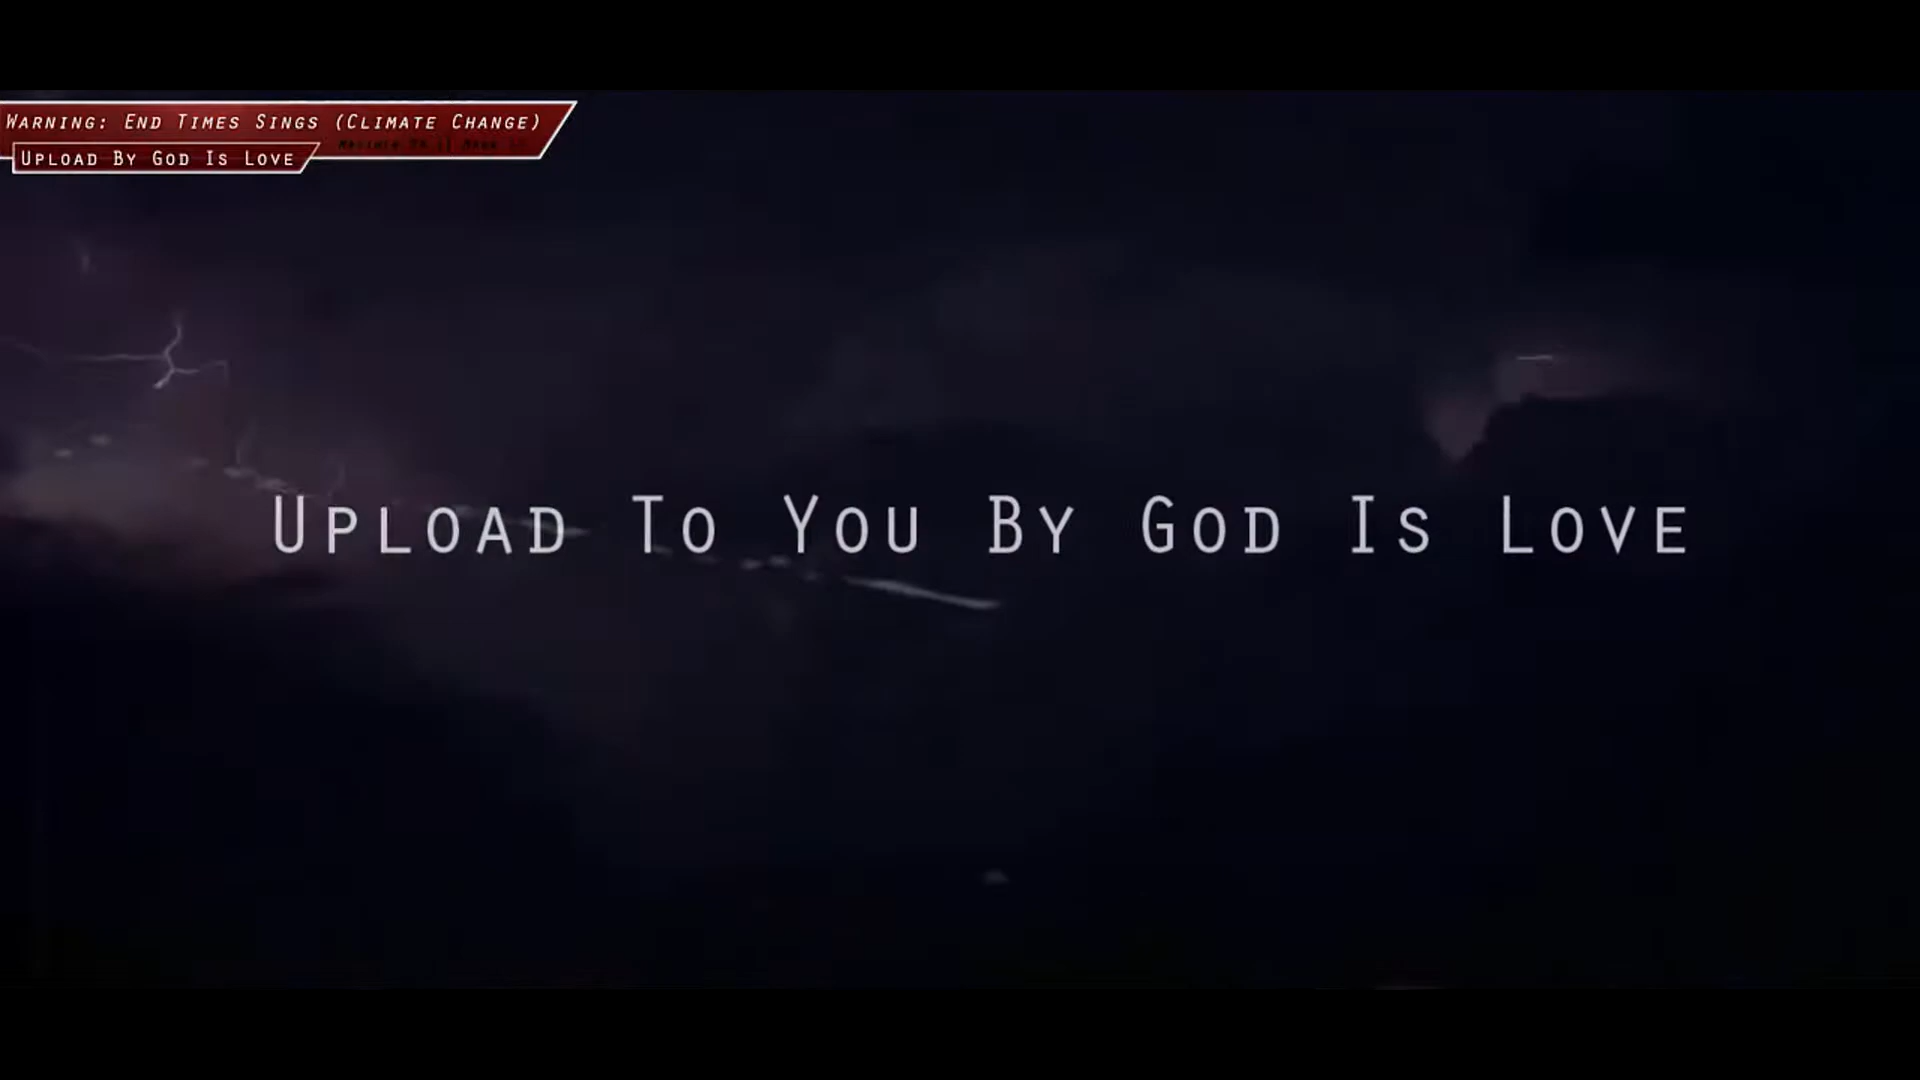 Warning: End Times Sings (Climate Change)
Upload By God Is Love
Upload To You By God Is Love